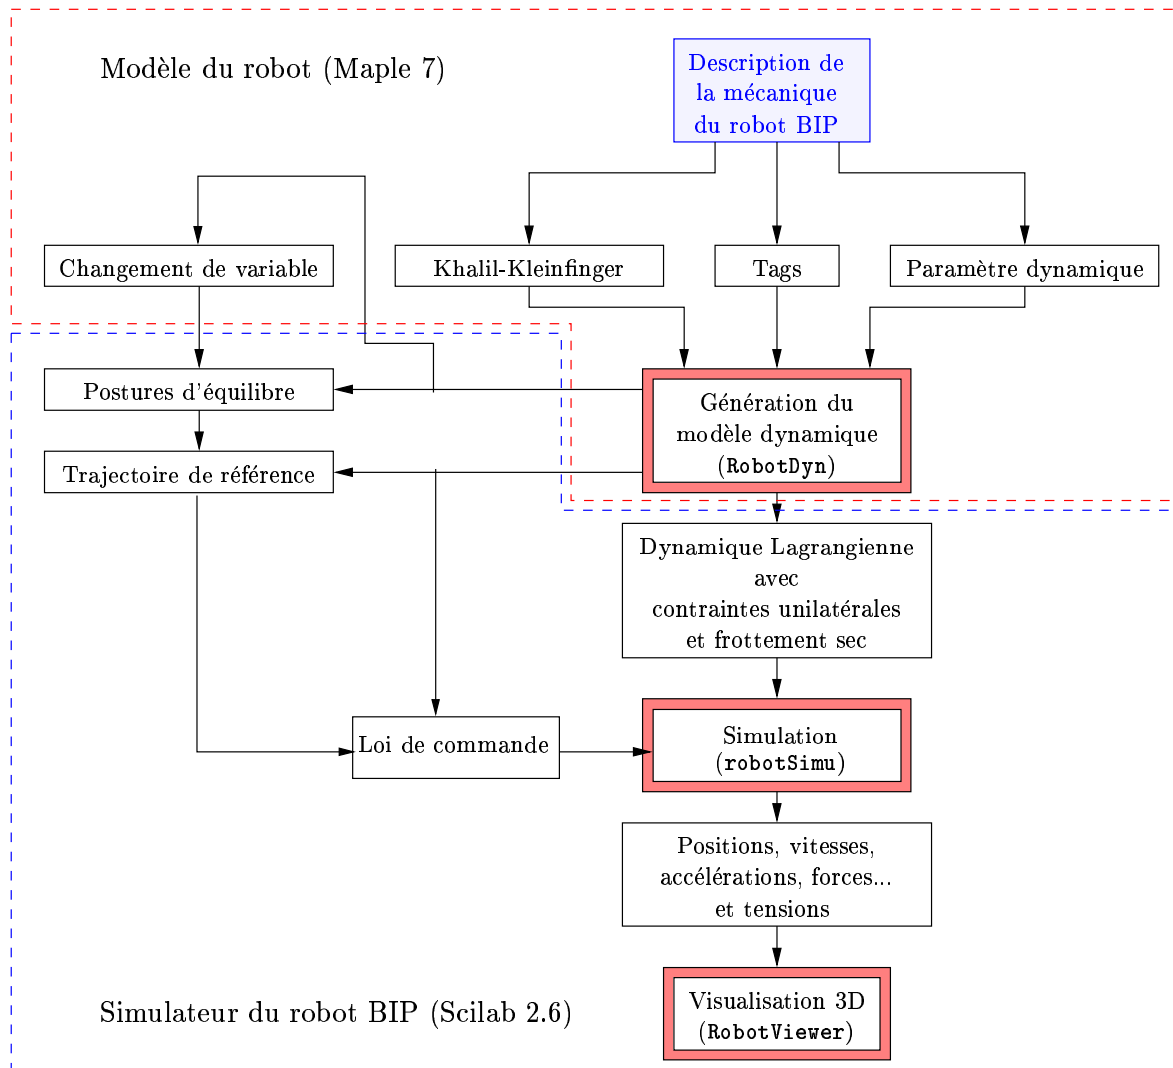 Modèle du robot (Maple 7)
Description de
la mécanique
du robot BIP
Changement de variable
Khalil-Kleinfinger
Tags
Paramètre dynamique
Postures d'équilibre
Trajectoire de référence
Génération du
modèle dynamique
(RobotDyn)
Dynamique Lagrangienne
avec
contraintes unilatérales
et frottement sec
Loi de commande
Simulation
(robotSimu)
Positions, vitesses,
accélérations, forces...
et tensions
Simulateur du robot BIP (Scilab 2.6)
Visualisation 3D
(RobotViewer)